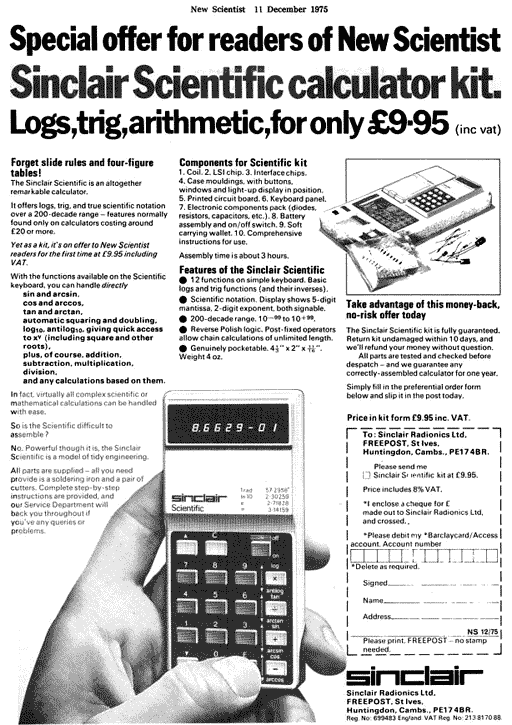 New Scientist 11 December 1975
Special offer for readers of New Scientist
Sinclair Scientific calculator kit.
Logs,trig,arithmetic,for only £9·95 (inc vat)
Forget slide rules and four-figure
tables!
The Sinclair Scientific is an altogether
remarkable calculator.
It offers logs, trig, and true scientific notation
over a 200-decade range – features normally
found only on calculators costing around
£20 or more.
Yet as a kit, it's on offer to New Scientist
readers for the first time at £9.95 including
VAT.
With the functions available on the Scientific
keyboard, you can handle directly
sin and arcsin,
cos and arccos,
tan and arctan,
automatic squaring and doubling,
log10, antilog10, giving quick access
to xʸ (including square and other
roots),
plus, of course, addition,
subtraction, multiplication,
division,
and any calculations based on them.
In fact, virtually all complex scientific or
mathematical calculations can be handled
with ease.
So is the Scientific difficult to
assemble?
No. Powerful though it is, the Sinclair
Scientific is a model of tidy engineering.
All parts are supplied – all you need
provide is a soldering iron and a pair of
cutters. Complete step-by-step
instructions are provided, and
our Service Department will
back you throughout if
you've any queries or
problems.
Components for Scientific kit
1. Coil. 2. LSI chip. 3. Interface chips.
4. Case mouldings, with buttons,
windows and light-up display in position.
5. Printed circuit board. 6. Keyboard panel.
7. Electronic components pack (diodes,
resistors, capacitors, etc.). 8. Battery
assembly and on/off switch. 9. Soft
carrying wallet. 10. Comprehensive
instructions for use.
Assembly time is about 3 hours.
Features of the Sinclair Scientific
● 12 functions on simple keyboard. Basic
logs and trig functions (and their inverses).
● Scientific notation. Display shows 5-digit
mantissa, 2-digit exponent, both signable.
● 200-decade range. 10⁻⁹⁹ to 10⁺⁹⁹.
● Reverse Polish logic. Post-fixed operators
allow chain calculations of unlimited length.
● Genuinely pocketable. 4⅓" x 2" x
Weight 4 oz.
8.6629-01
sinclair
Scientific
1 rad 57·2958°
ln 10 2·30259
e 2·71828
π 3·14159
C
off
on
7 8 9
log
×
antilog
tan
4 5 6
÷
arctan
sin
1 2 3
+
arcsin
cos
0
−
arccos
Take advantage of this money-back,
no-risk offer today
The Sinclair Scientific kit is fully guaranteed.
Return kit undamaged within 10 days, and
we'll refund your money without question.
All parts are tested and checked before
despatch – and we guarantee any
correctly-assembled calculator for one year.
Simply fill in the preferential order form
below and slip it in the post today.
Price in kit form £9.95 inc. VAT.
To: Sinclair Radionics Ltd,
FREEPOST, St Ives,
Huntingdon, Cambs., PE17 4BR.
Please send me
Sinclair Scientific kit at £9.95.
Price includes 8% VAT.
*I enclose a cheque for £
made out to Sinclair Radionics Ltd,
and crossed.
*Please debit my *Barclaycard/Access
account. Account number
*Delete as required.
Signed
Name
Address
NS 12/75
Please print. FREEPOST – no stamp
needed.
sinclair
Sinclair Radionics Ltd,
FREEPOST, St Ives,
Huntingdon, Cambs., PE17 4BR.
Reg. No: 699483 England VAT Reg. No: 213 8170 88